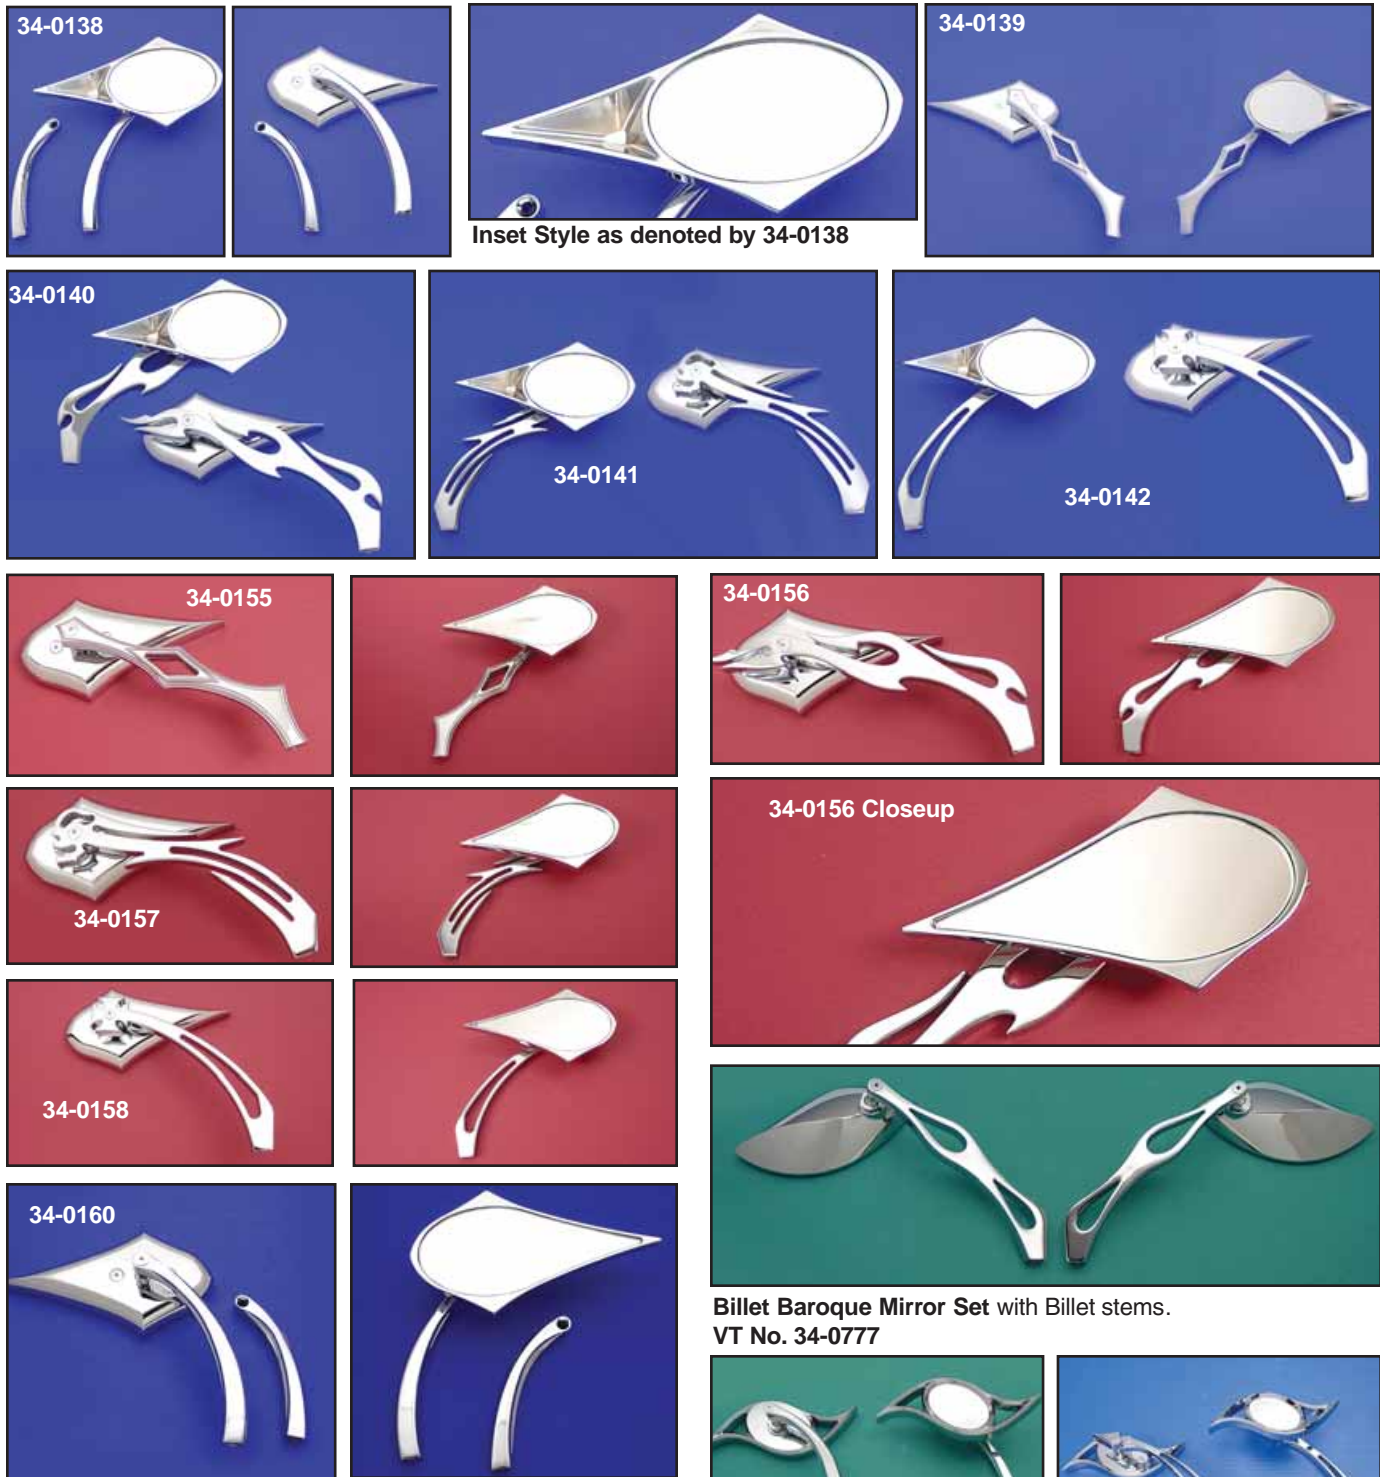 34-0138
34-0139
Inset Style as denoted by 34-0138
34-0140
34-0141
34-0142
34-0155
34-0156
34-0156 Closeup
34-0157
34-0158
34-0160
Billet Baroque Mirror Set with Billet stems.
VT No. 34-0777